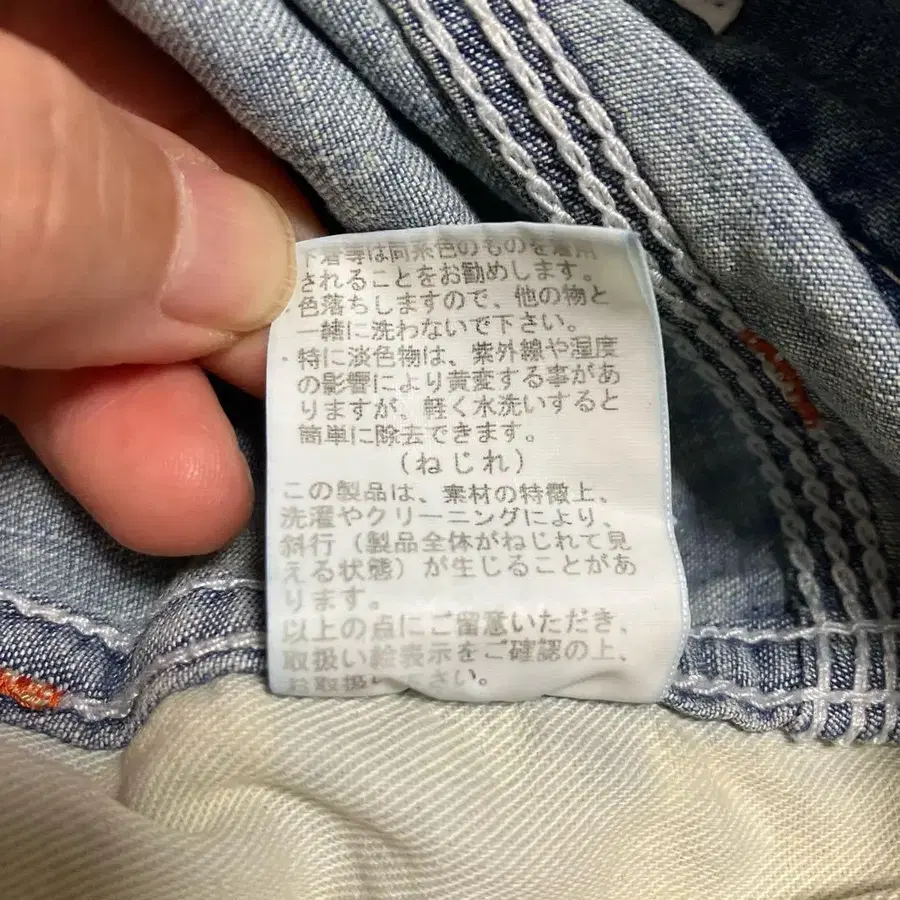 下着等は同系色のものを着用
されることをお勧めします。
色落ちしますので、他の物と
一緒に洗わないで下さい。
特に淡色物は、紫外線や湿度
の影響により黄変する事があ
りますが、軽く水洗いすると
簡単に除去できます。
（ねじれ）
この製品は、素材の特徴上、
洗濯やクリーニングにより、
斜行（製品全体がねじれて見
える状態）が生じることがあ
ります。
以上の点にご留意いただき、
取扱い絵表示をご確認の上、
お取扱い下さい。